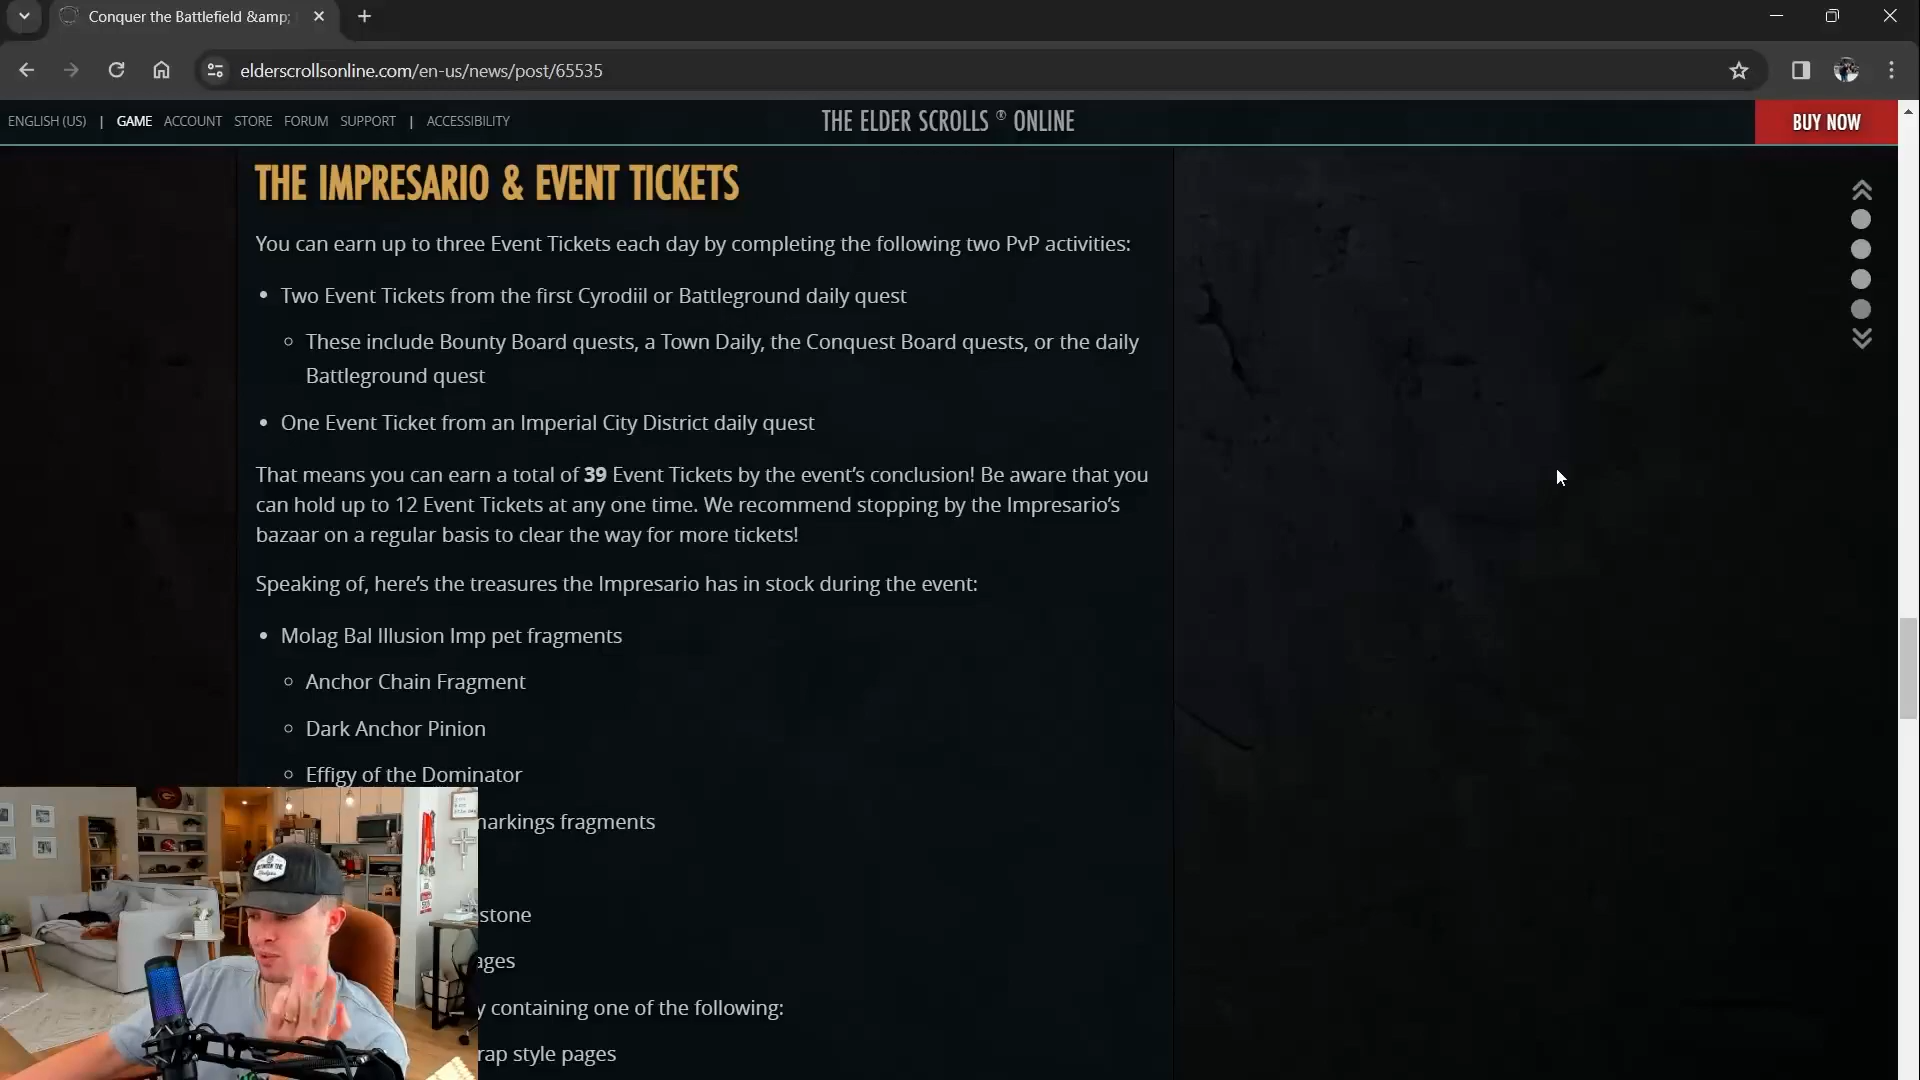 Conquer the Battlefield &amp;
elderscrollsonline.com/en-us/news/post/65535
ENGLISH (US) | GAME ACCOUNT STORE FORUM SUPPORT | ACCESSIBILITY
THE ELDER SCROLLS ® ONLINE
BUY NOW
THE IMPRESARIO & EVENT TICKETS
You can earn up to three Event Tickets each day by completing the following two PvP activities:
• Two Event Tickets from the first Cyrodiil or Battleground daily quest
○ These include Bounty Board quests, a Town Daily, the Conquest Board quests, or the daily
Battleground quest
• One Event Ticket from an Imperial City District daily quest
That means you can earn a total of 39 Event Tickets by the event’s conclusion! Be aware that you
can hold up to 12 Event Tickets at any one time. We recommend stopping by the Impresario’s
bazaar on a regular basis to clear the way for more tickets!
Speaking of, here’s the treasures the Impresario has in stock during the event:
• Molag Bal Illusion Imp pet fragments
○ Anchor Chain Fragment
○ Dark Anchor Pinion
○ Effigy of the Dominator
markings fragments
stone
ages
y containing one of the following:
rap style pages